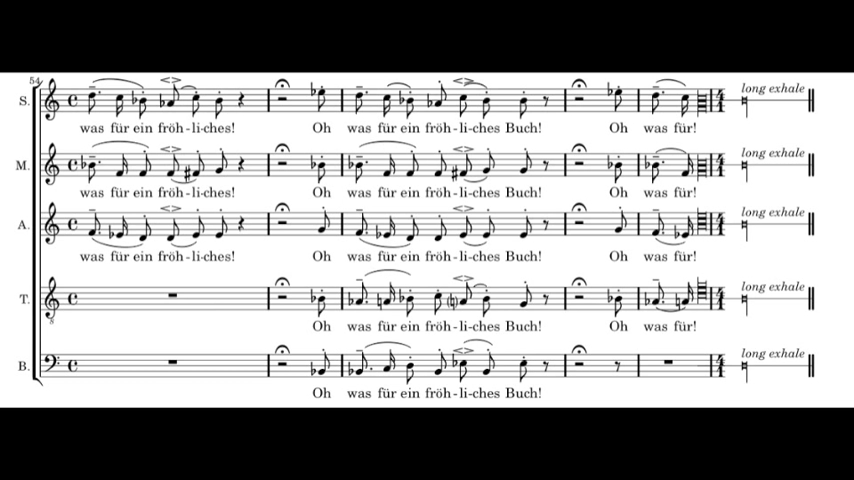 54
long exhale
S.
was für ein fröh-li-ches! Oh was für ein fröh-li-ches Buch! Oh was für!
long exhale
M.
was für ein fröh-li-ches! Oh was für ein fröh-li-ches Buch! Oh was für!
long exhale
A.
was für ein fröh-li-ches! Oh was für ein fröh-li-ches Buch! Oh was für!
long exhale
T.
8
Oh was für ein fröh-li-ches Buch! Oh was für!
long exhale
B.
Oh was für ein fröh-li-ches Buch!